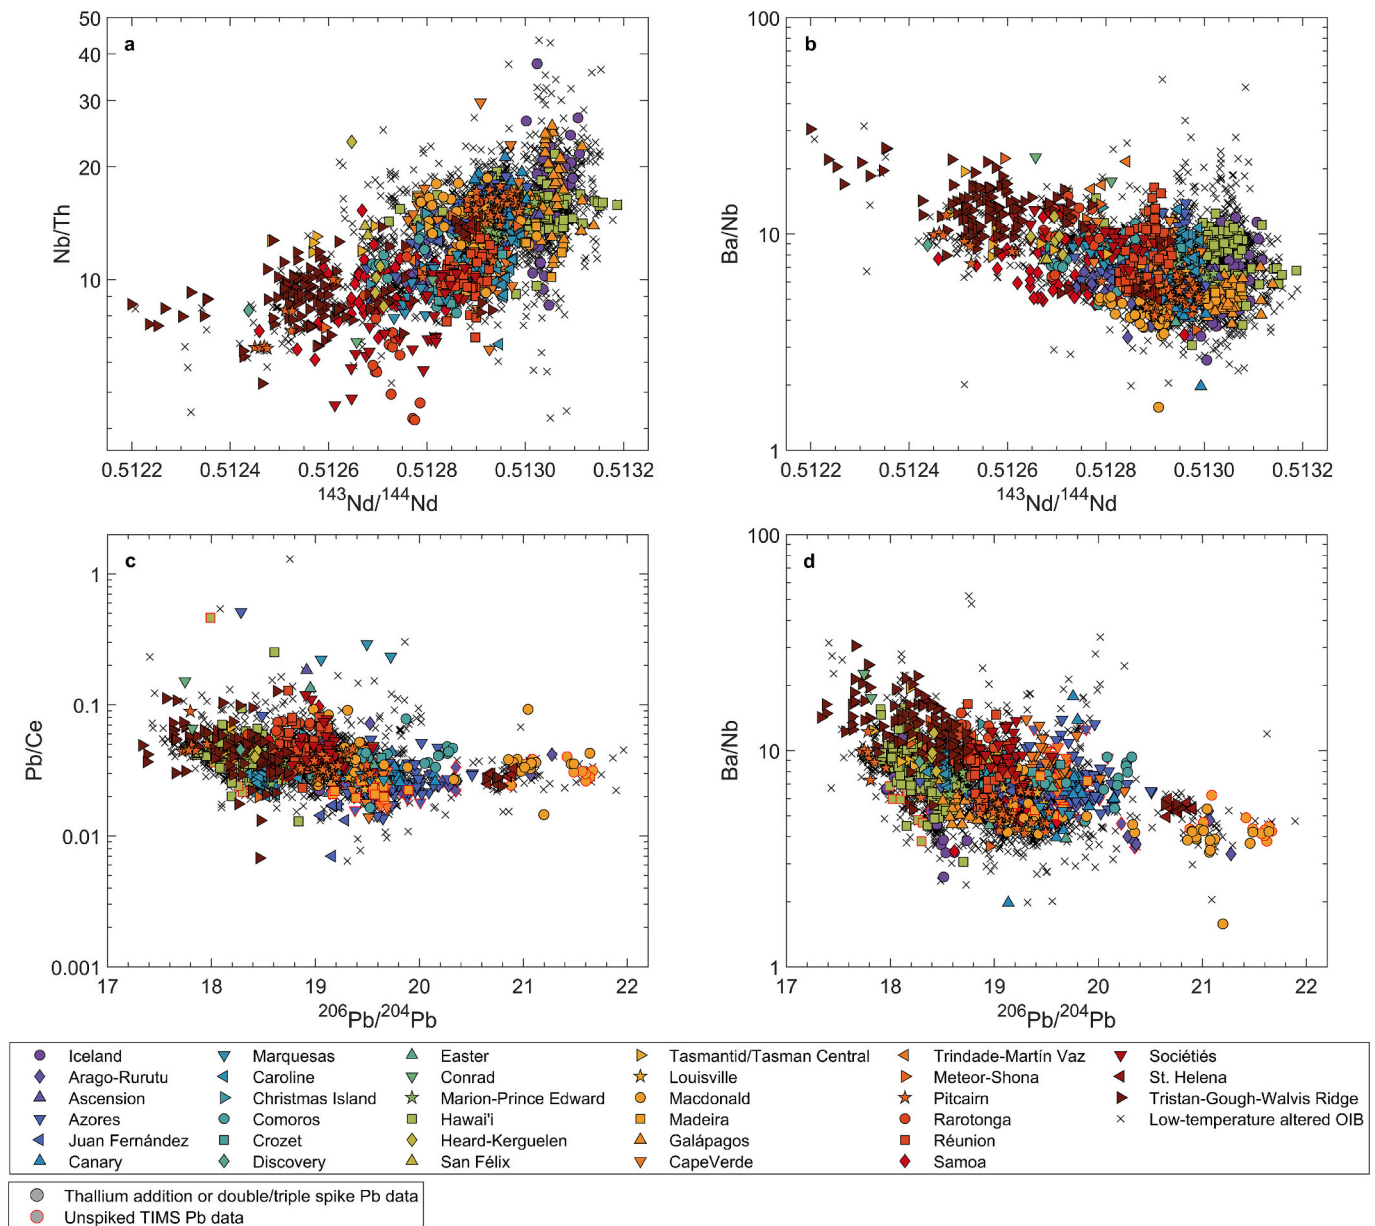 a
50
40
30
20
10
Nb/Th
0.5122 0.5124 0.5126 0.5128 0.5130 0.5132
143Nd/144Nd
b
100
10
1
Ba/Nb
0.5122 0.5124 0.5126 0.5128 0.5130 0.5132
143Nd/144Nd
c
1
0.1
0.01
0.001
Pb/Ce
17 18 19 20 21 22
206Pb/204Pb
d
100
10
1
Ba/Nb
17 18 19 20 21 22
206Pb/204Pb
Iceland
Arago-Rurutu
Ascension
Azores
Juan Fernández
Canary
Marquesas
Caroline
Christmas Island
Comoros
Crozet
Discovery
Easter
Conrad
Marion-Prince Edward
Hawai'i
Heard-Kerguelen
San Félix
Tasmantid/Tasman Central
Louisville
Macdonald
Madeira
Galápagos
CapeVerde
Trindade-Martín Vaz
Meteor-Shona
Pitcairn
Rarotonga
Réunion
Samoa
Sociétiés
St. Helena
Tristan-Gough-Walvis Ridge
Low-temperature altered OIB
Thallium addition or double/triple spike Pb data
Unspiked TIMS Pb data